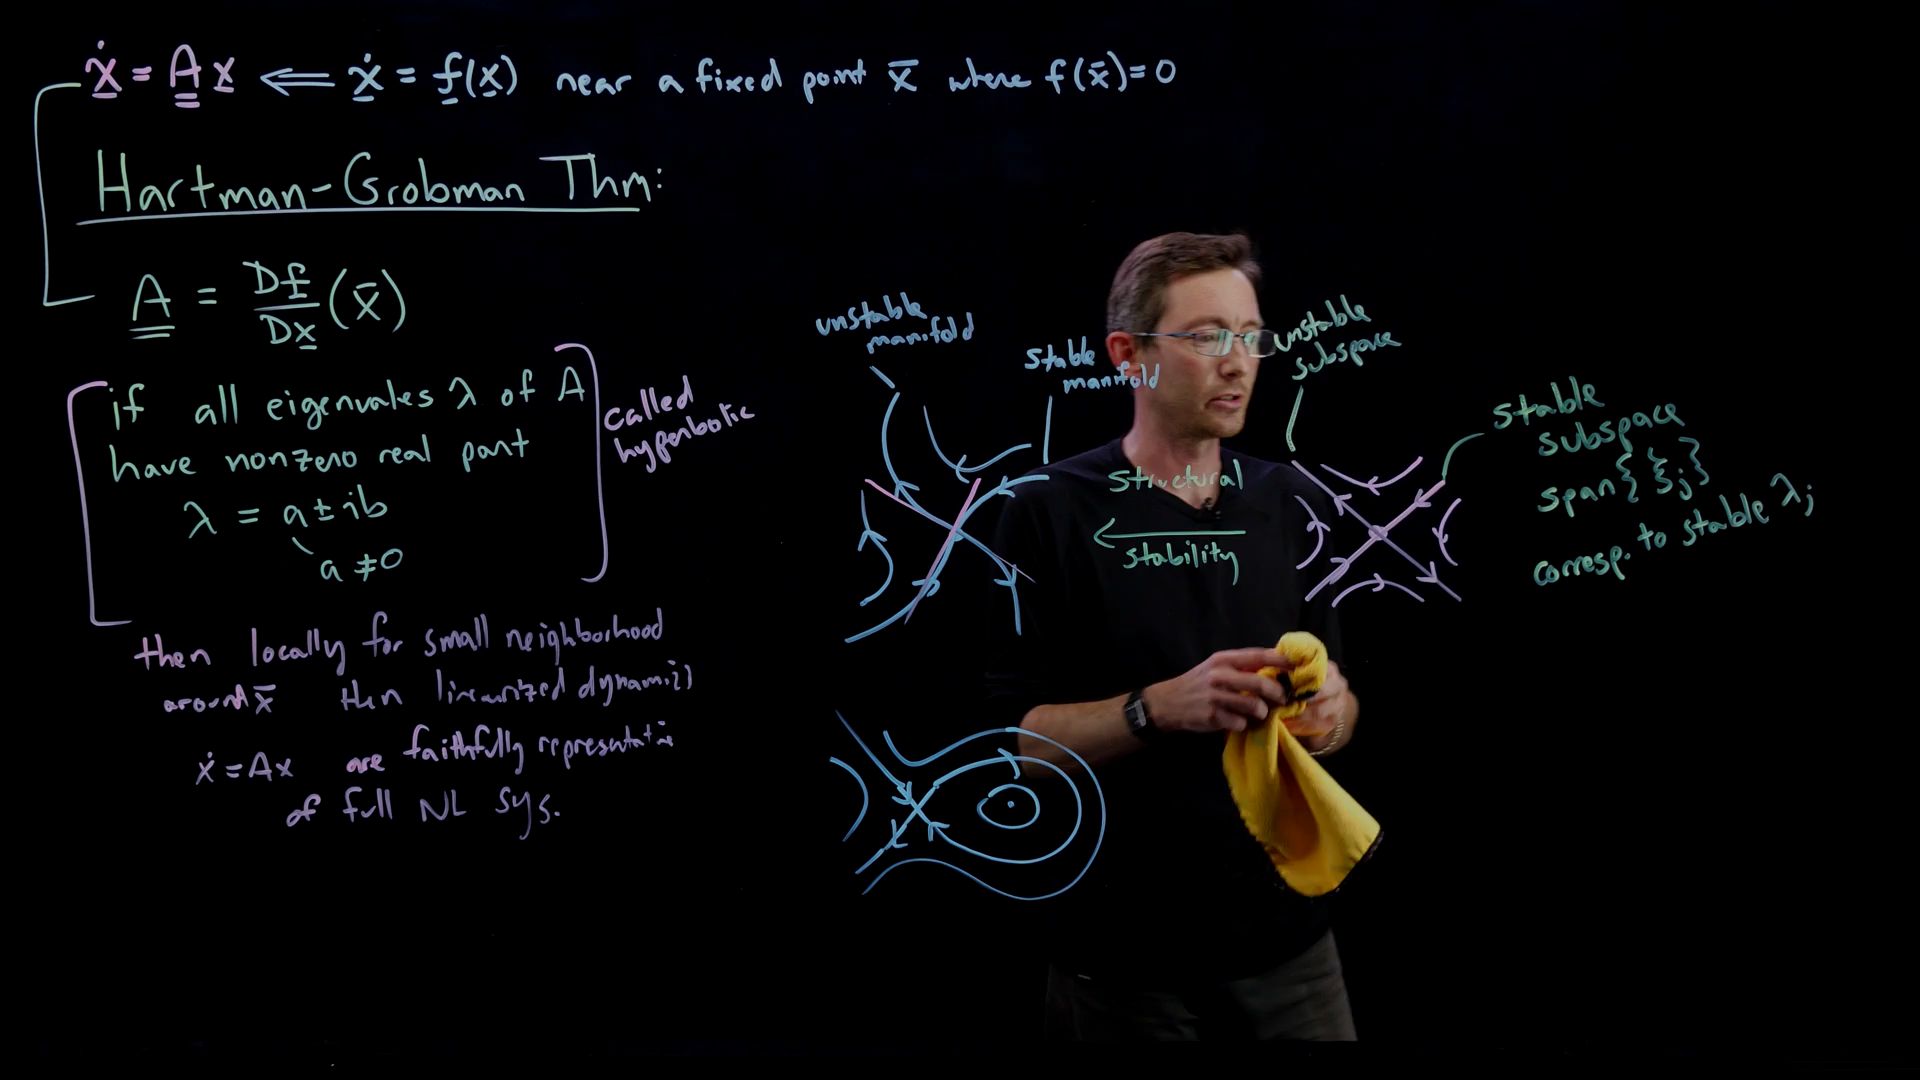 ẋ = A x ⟸ ẋ = f(x) near a fixed point x̄ where f(x̄)=0
Hartman-Grobman Thm:
A = Df/Dx (x̄)
if all eigenvales λ of A
have nonzero real part
λ = a ± ib
a ≠ 0
called
hyperbolic
then locally for small neighborhood
around x̄ then linearized dynamics
ẋ = Ax are faithfully representative
of full NL sys.
unstable
manifold
stable
manifold
structural
stability
unstable
subspace
stable
subspace
span{ξⱼ}
corresp. to stable λⱼ